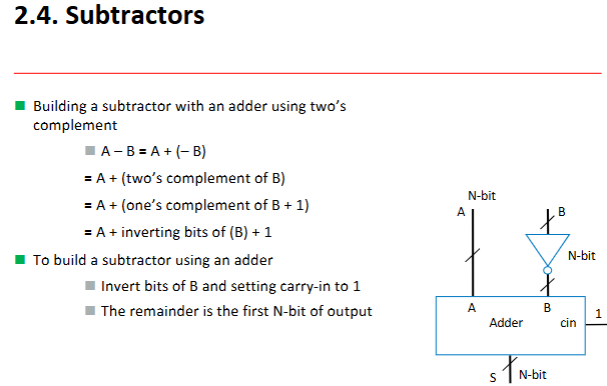 2.4. Subtractors
Building a subtractor with an adder using two’s
complement
A – B = A + (– B)
= A + (two’s complement of B)
= A + (one’s complement of B + 1)
= A + inverting bits of (B) + 1
To build a subtractor using an adder
Invert bits of B and setting carry-in to 1
The remainder is the first N-bit of output
N-bit
A
B
N-bit
A
B
1
Adder
cin
S
N-bit